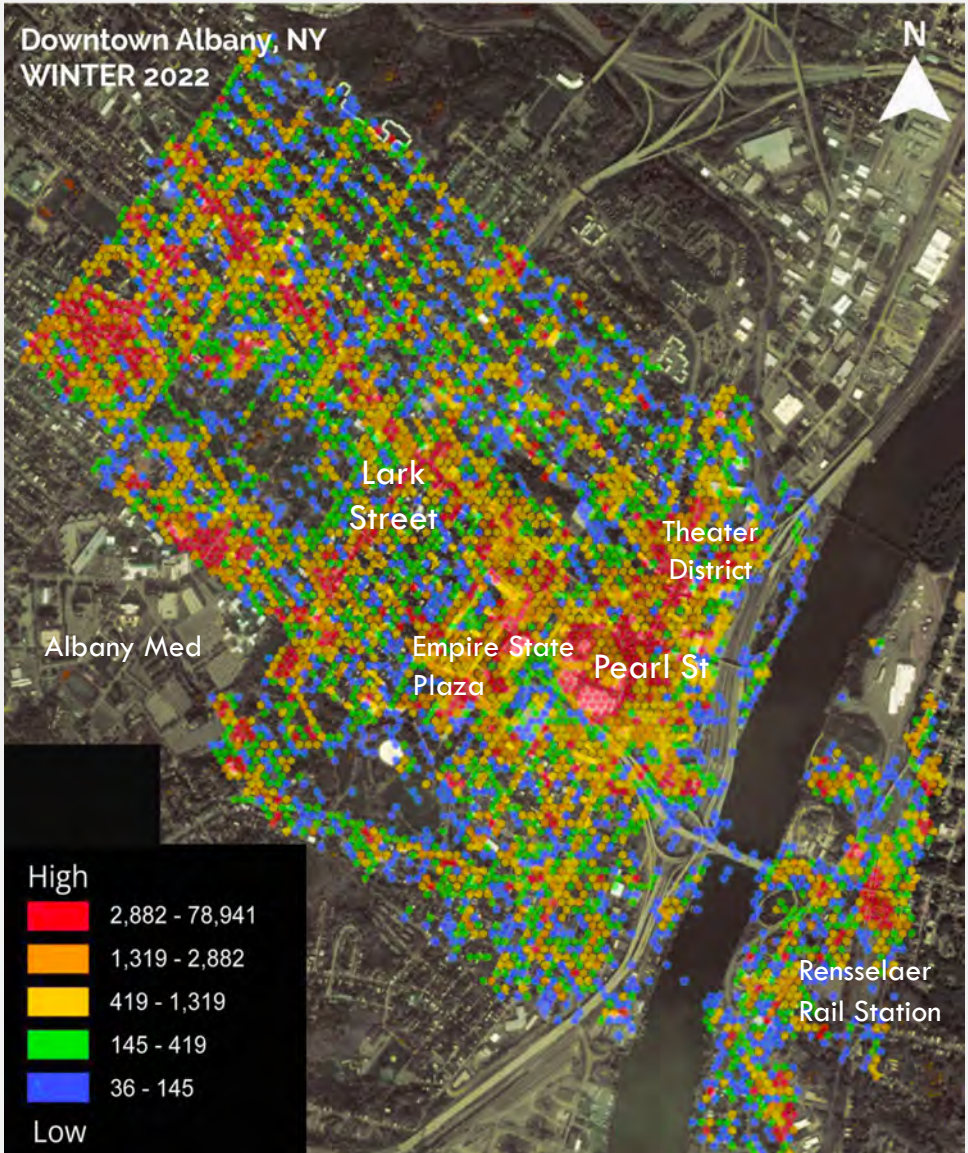 Downtown Albany, NY
WINTER 2022
N
Lark
Street
Theater
District
Albany Med
Empire State
Plaza
Pearl St
Rensselaer
Rail Station
High
2,882 - 78,941
1,319 - 2,882
419 - 1,319
145 - 419
36 - 145
Low